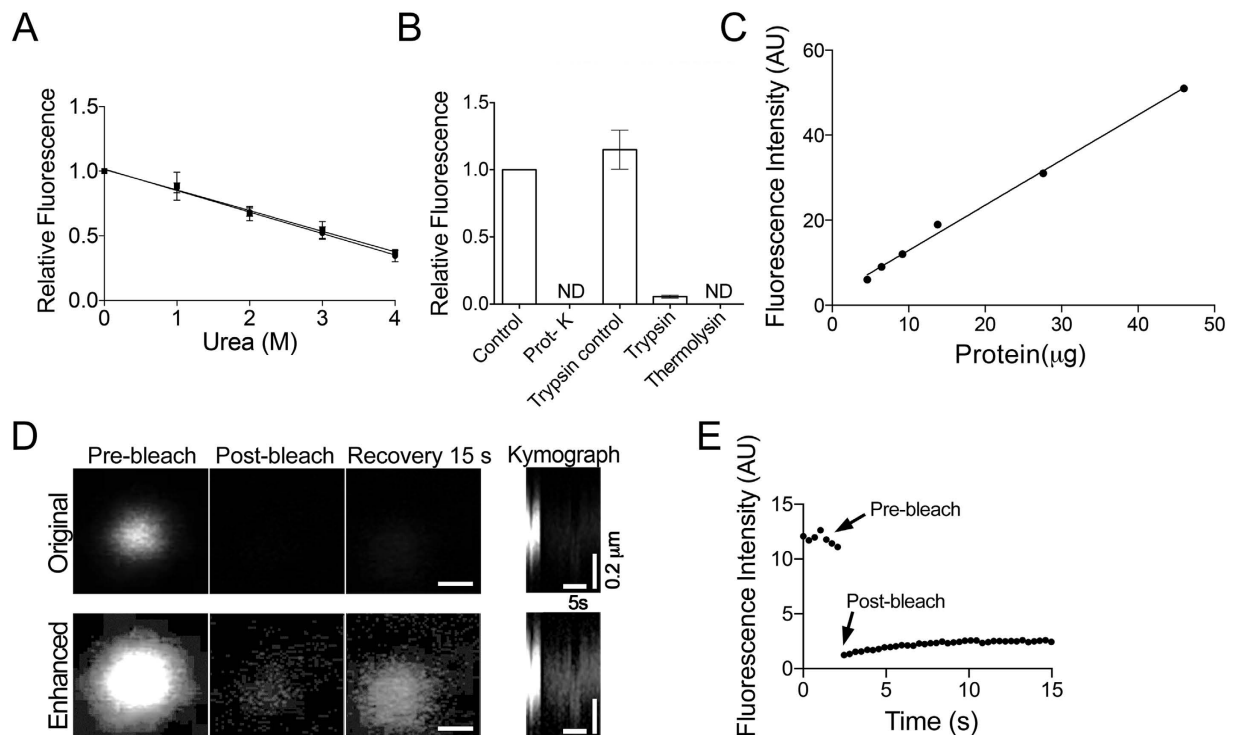 A
Relative Fluorescence
1.5
1.0
0.5
0.0
0 1 2 3 4
Urea (M)
B
Relative Fluorescence
1.5
1.0
0.5
0.0
ND
ND
Control
Prot- K
Trypsin control
Trypsin
Thermolysin
C
Fluorescence Intensity (AU)
60
40
20
0
0 10 20 30 40 50
Protein(μg)
D
Pre-bleach Post-bleach Recovery 15 s Kymograph
Original
0.2 μm
5s
Enhanced
E
Fluorescence Intensity (AU)
15
10
5
0
Pre-bleach
Post-bleach
0 5 10 15
Time (s)